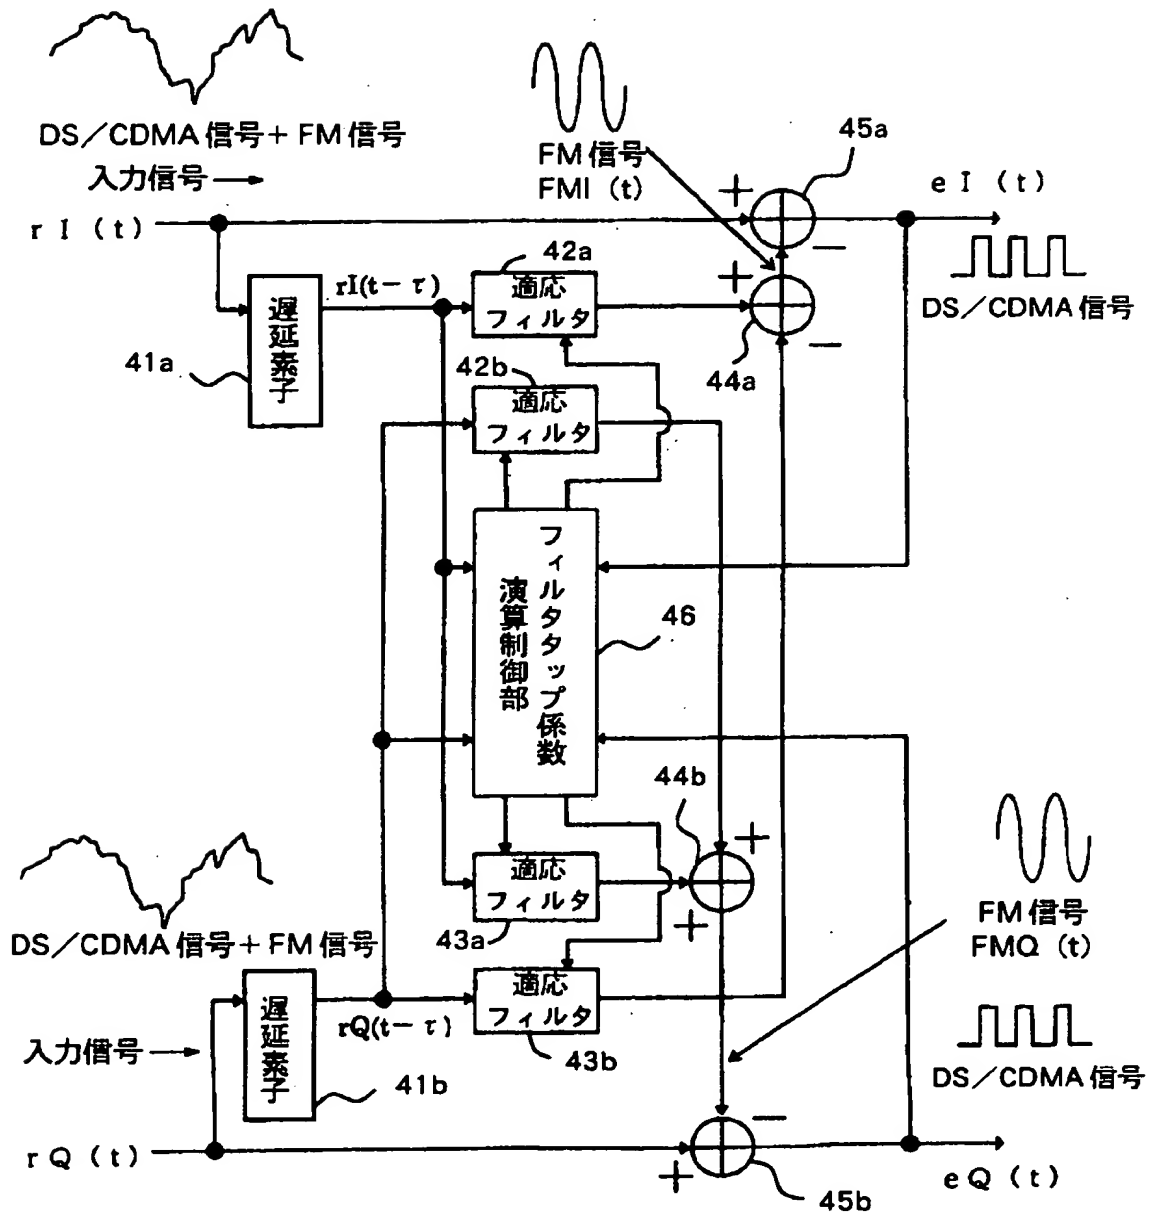 DS／CDMA 信号＋ FM 信号
入力信号
r I (t)
FM 信号
FMI (t)
45a
e I (t)
＋
－
DS／CDMA 信号
遅延素子
41a
rI(t－τ)
42a
適応
フィルタ
＋
－
44a
42b
適応
フィルタ
フィルタタップ係数
演算制御部
46
44b
＋
＋
適応
フィルタ
43a
適応
フィルタ
43b
DS／CDMA 信号＋ FM 信号
遅延素子
41b
rQ(t－τ)
入力信号
r Q (t)
FM 信号
FMQ (t)
DS／CDMA 信号
－
＋
45b
e Q (t)